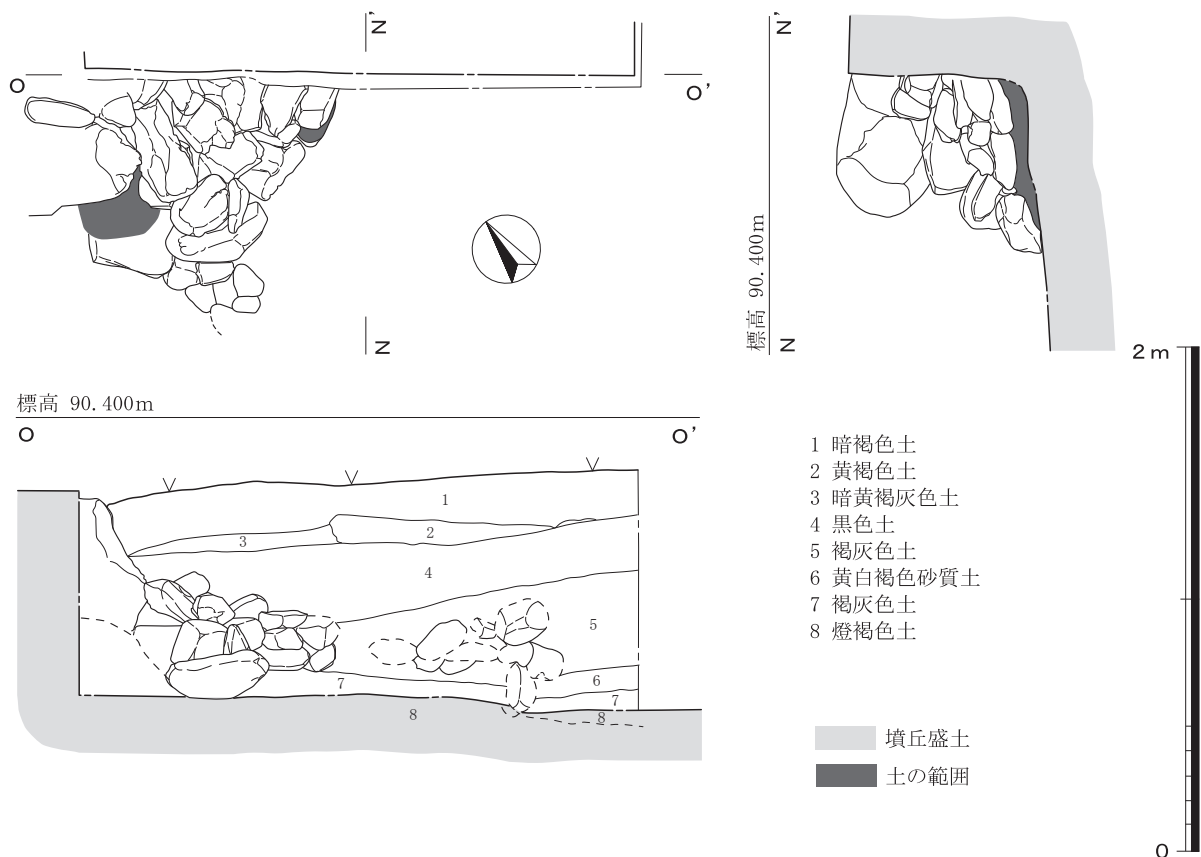 O
N'
O'
N
N'
標高 90.400m
N
標高 90.400m
O
O'
1
2
3
4
5
6
7
7
8
8
1 暗褐色土
2 黄褐色土
3 暗黄褐灰色土
4 黒色土
5 褐灰色土
6 黄白褐色砂質土
7 褐灰色土
8 燈褐色土
墳丘盛土
土の範囲
2m
0